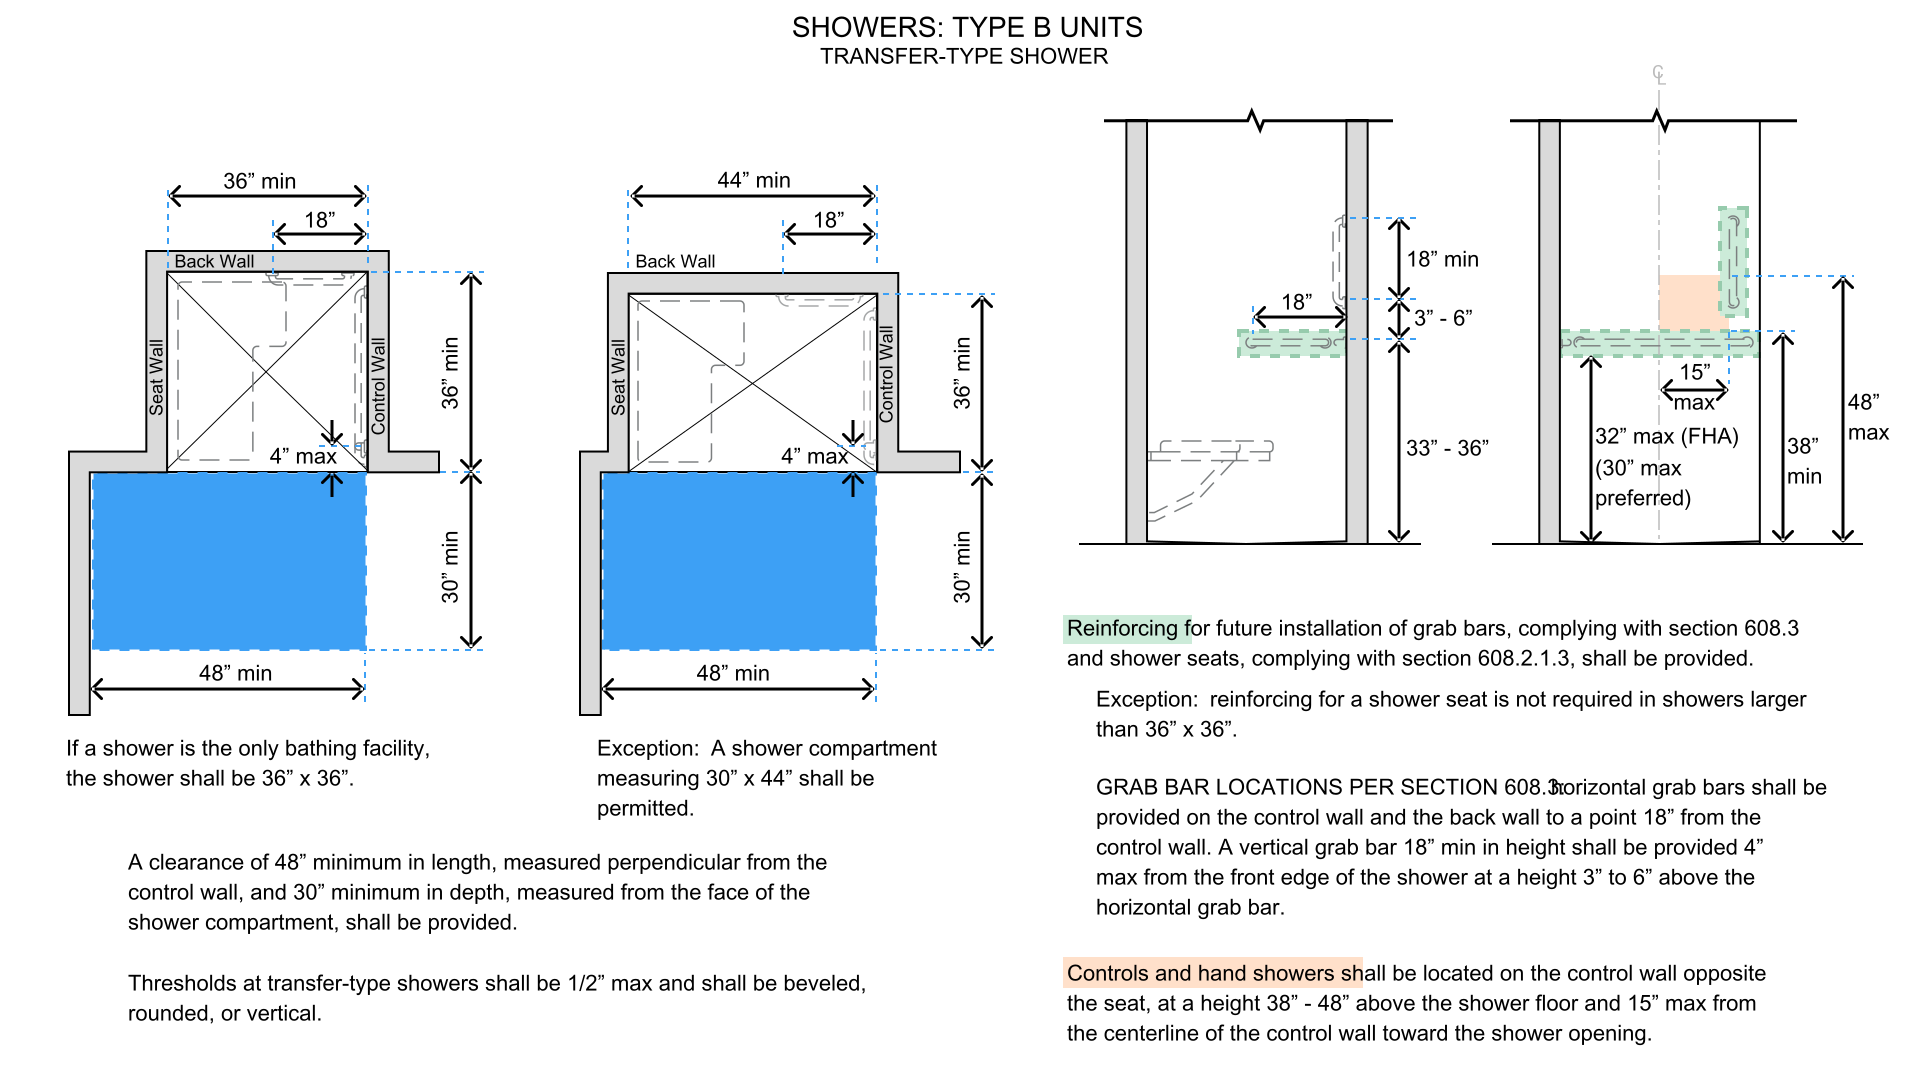 SHOWERS: TYPE B UNITS
TRANSFER-TYPE SHOWER
36” min
18”
Back Wall
Seat Wall
Control Wall
4” max
36” min
30” min
48” min
44” min
18”
Back Wall
Seat Wall
Control Wall
4” max
36” min
30” min
48” min
18” min
18”
3” - 6”
33” - 36”
℄
15”
max
32” max (FHA)
(30” max
preferred)
38”
min
48”
max
If a shower is the only bathing facility,
the shower shall be 36” x 36”.
Exception:  A shower compartment
measuring 30” x 44” shall be
permitted.
A clearance of 48” minimum in length, measured perpendicular from the
control wall, and 30” minimum in depth, measured from the face of the
shower compartment, shall be provided.
Thresholds at transfer-type showers shall be 1/2” max and shall be beveled,
rounded, or vertical.
Reinforcing for future installation of grab bars, complying with section 608.3
and shower seats, complying with section 608.2.1.3, shall be provided.
Exception:  reinforcing for a shower seat is not required in showers larger
than 36” x 36”.
GRAB BAR LOCATIONS PER SECTION 608.3: horizontal grab bars shall be
provided on the control wall and the back wall to a point 18” from the
control wall. A vertical grab bar 18” min in height shall be provided 4”
max from the front edge of the shower at a height 3” to 6” above the
horizontal grab bar.
Controls and hand showers shall be located on the control wall opposite
the seat, at a height 38” - 48” above the shower floor and 15” max from
the centerline of the control wall toward the shower opening.